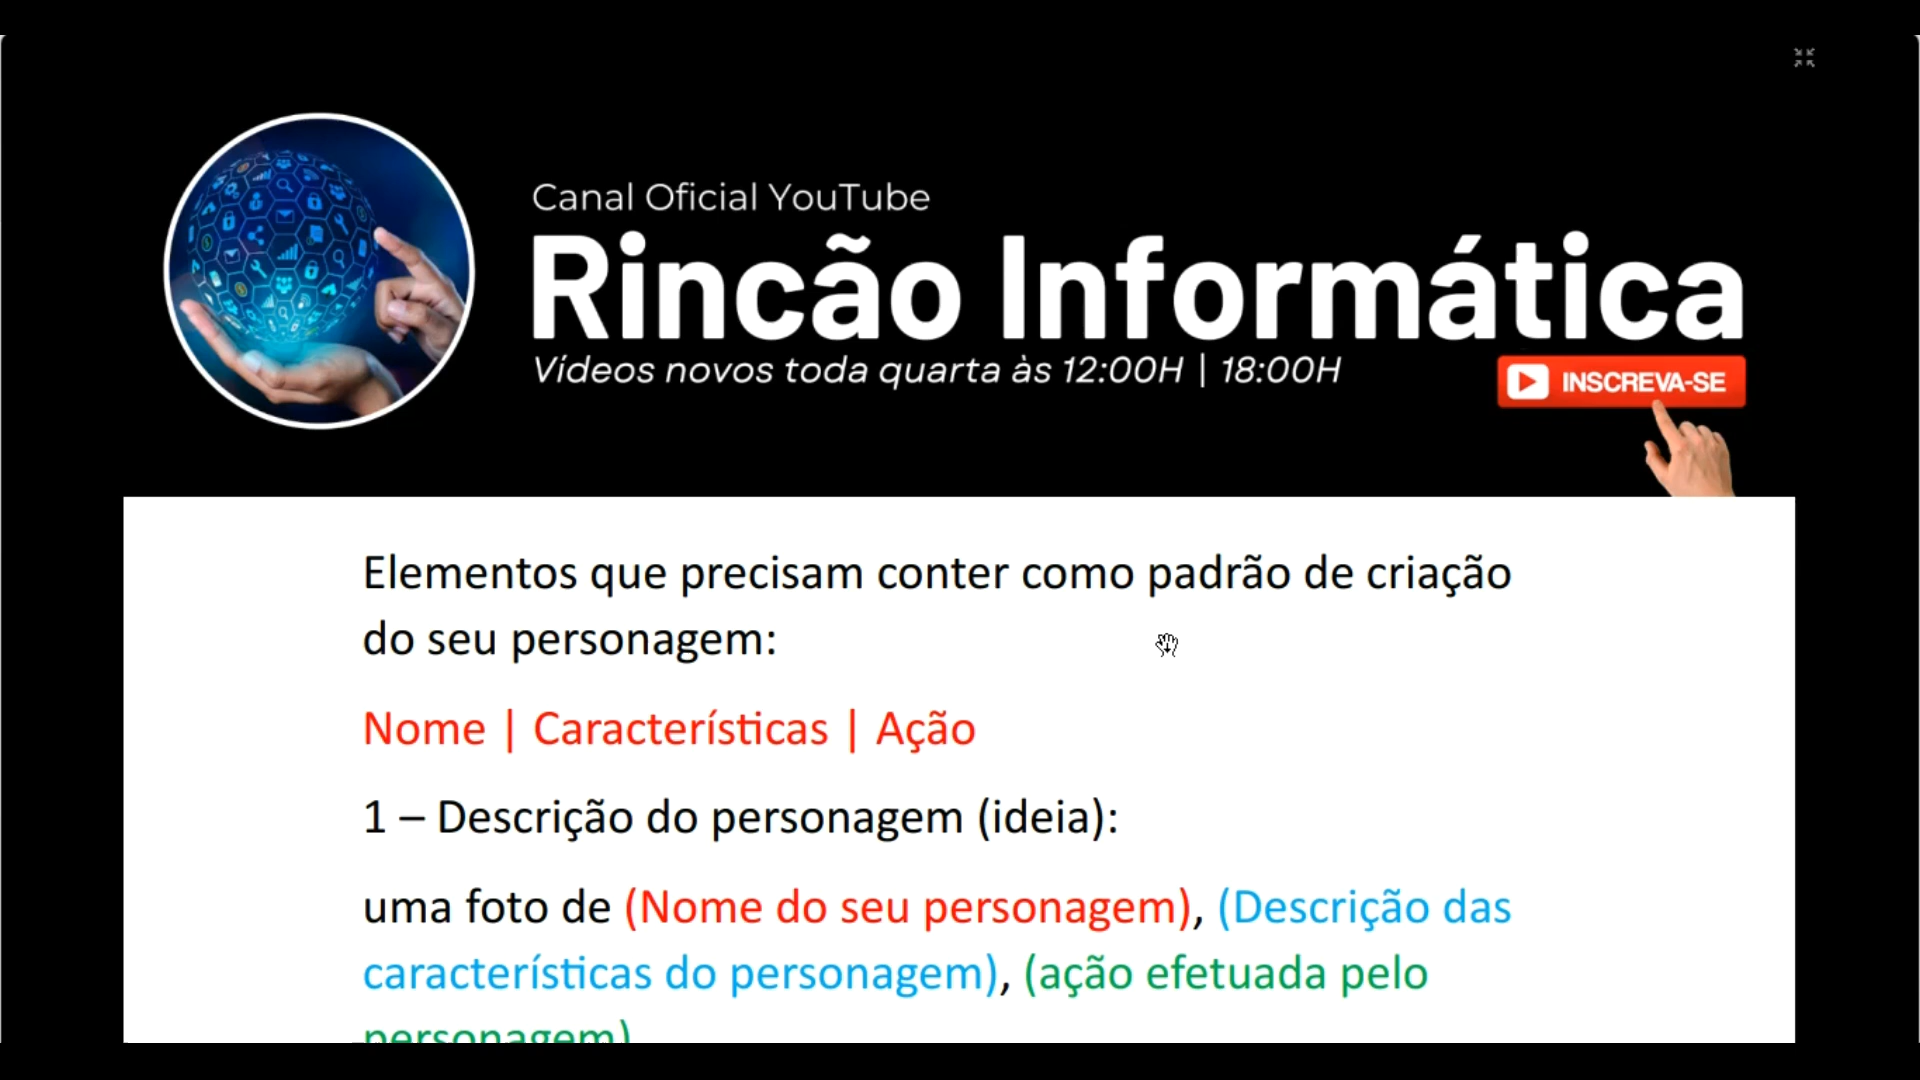 Canal Oficial YouTube
Rincão Informática
Vídeos novos toda quarta às 12:00H | 18:00H
INSCREVA-SE
Elementos que precisam conter como padrão de criação
do seu personagem:
Nome | Características | Ação
1 – Descrição do personagem (ideia):
uma foto de (Nome do seu personagem), (Descrição das
características do personagem), (ação efetuada pelo
personagem)